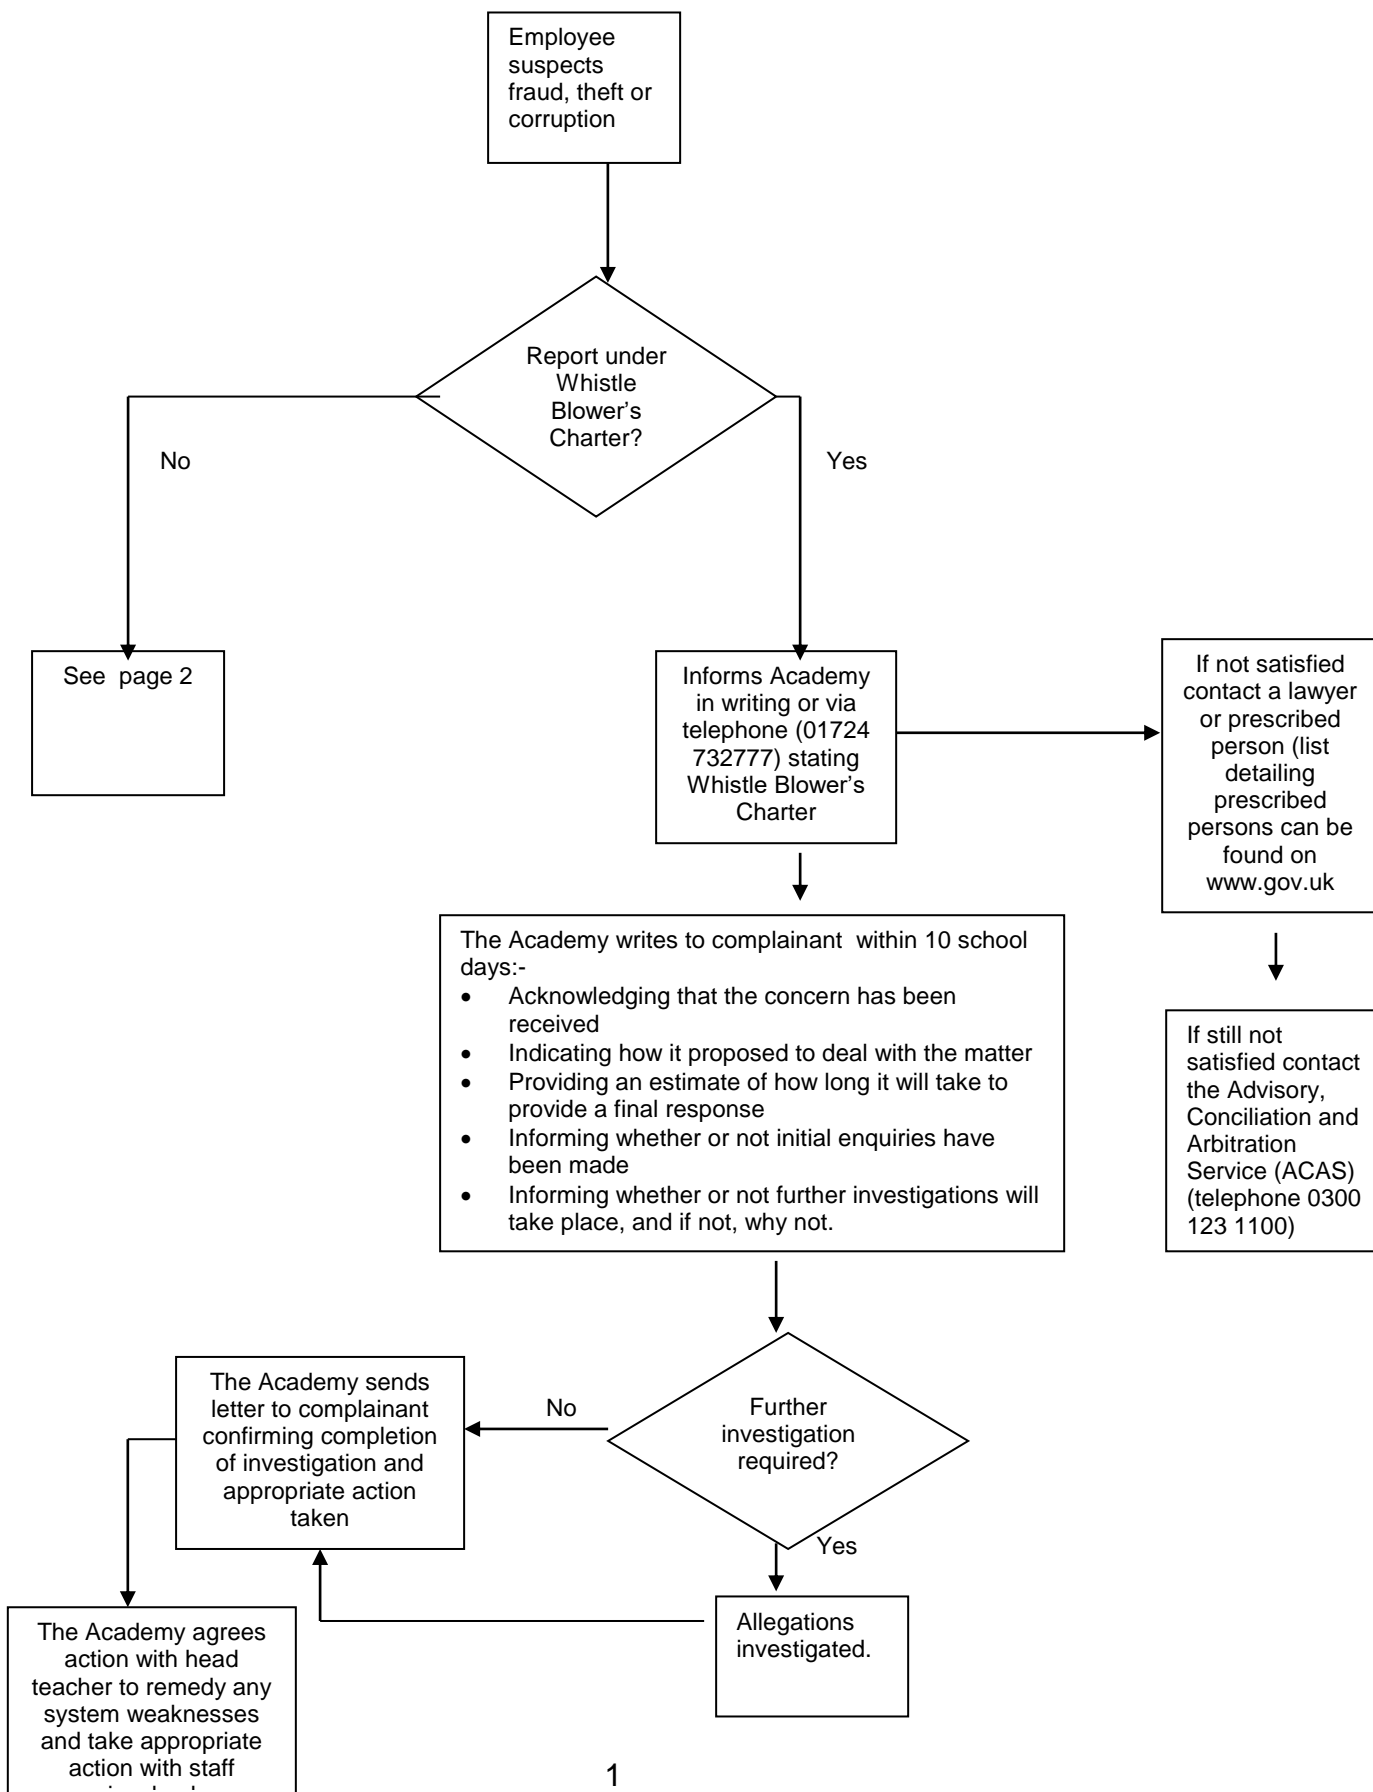 Employee
suspects
fraud, theft or
corruption
Report under
Whistle
Blower's
Charter?
No
Yes
See  page 2
Informs Academy
in writing or via
telephone (01724
732777) stating
Whistle Blower's
Charter
If not satisfied
contact a lawyer
or prescribed
person (list
detailing
prescribed
persons can be
found on
www.gov.uk
The Academy writes to complainant  within 10 school
days:-
• Acknowledging that the concern has been
received
• Indicating how it proposed to deal with the matter
• Providing an estimate of how long it will take to
provide a final response
• Informing whether or not initial enquiries have
been made
• Informing whether or not further investigations will
take place, and if not, why not.
If still not
satisfied contact
the Advisory,
Conciliation and
Arbitration
Service (ACAS)
(telephone 0300
123 1100)
The Academy sends
letter to complainant
confirming completion
of investigation and
appropriate action
taken
No
Further
investigation
required?
Yes
Allegations
investigated.
The Academy agrees
action with head
teacher to remedy any
system weaknesses
and take appropriate
action with staff
1